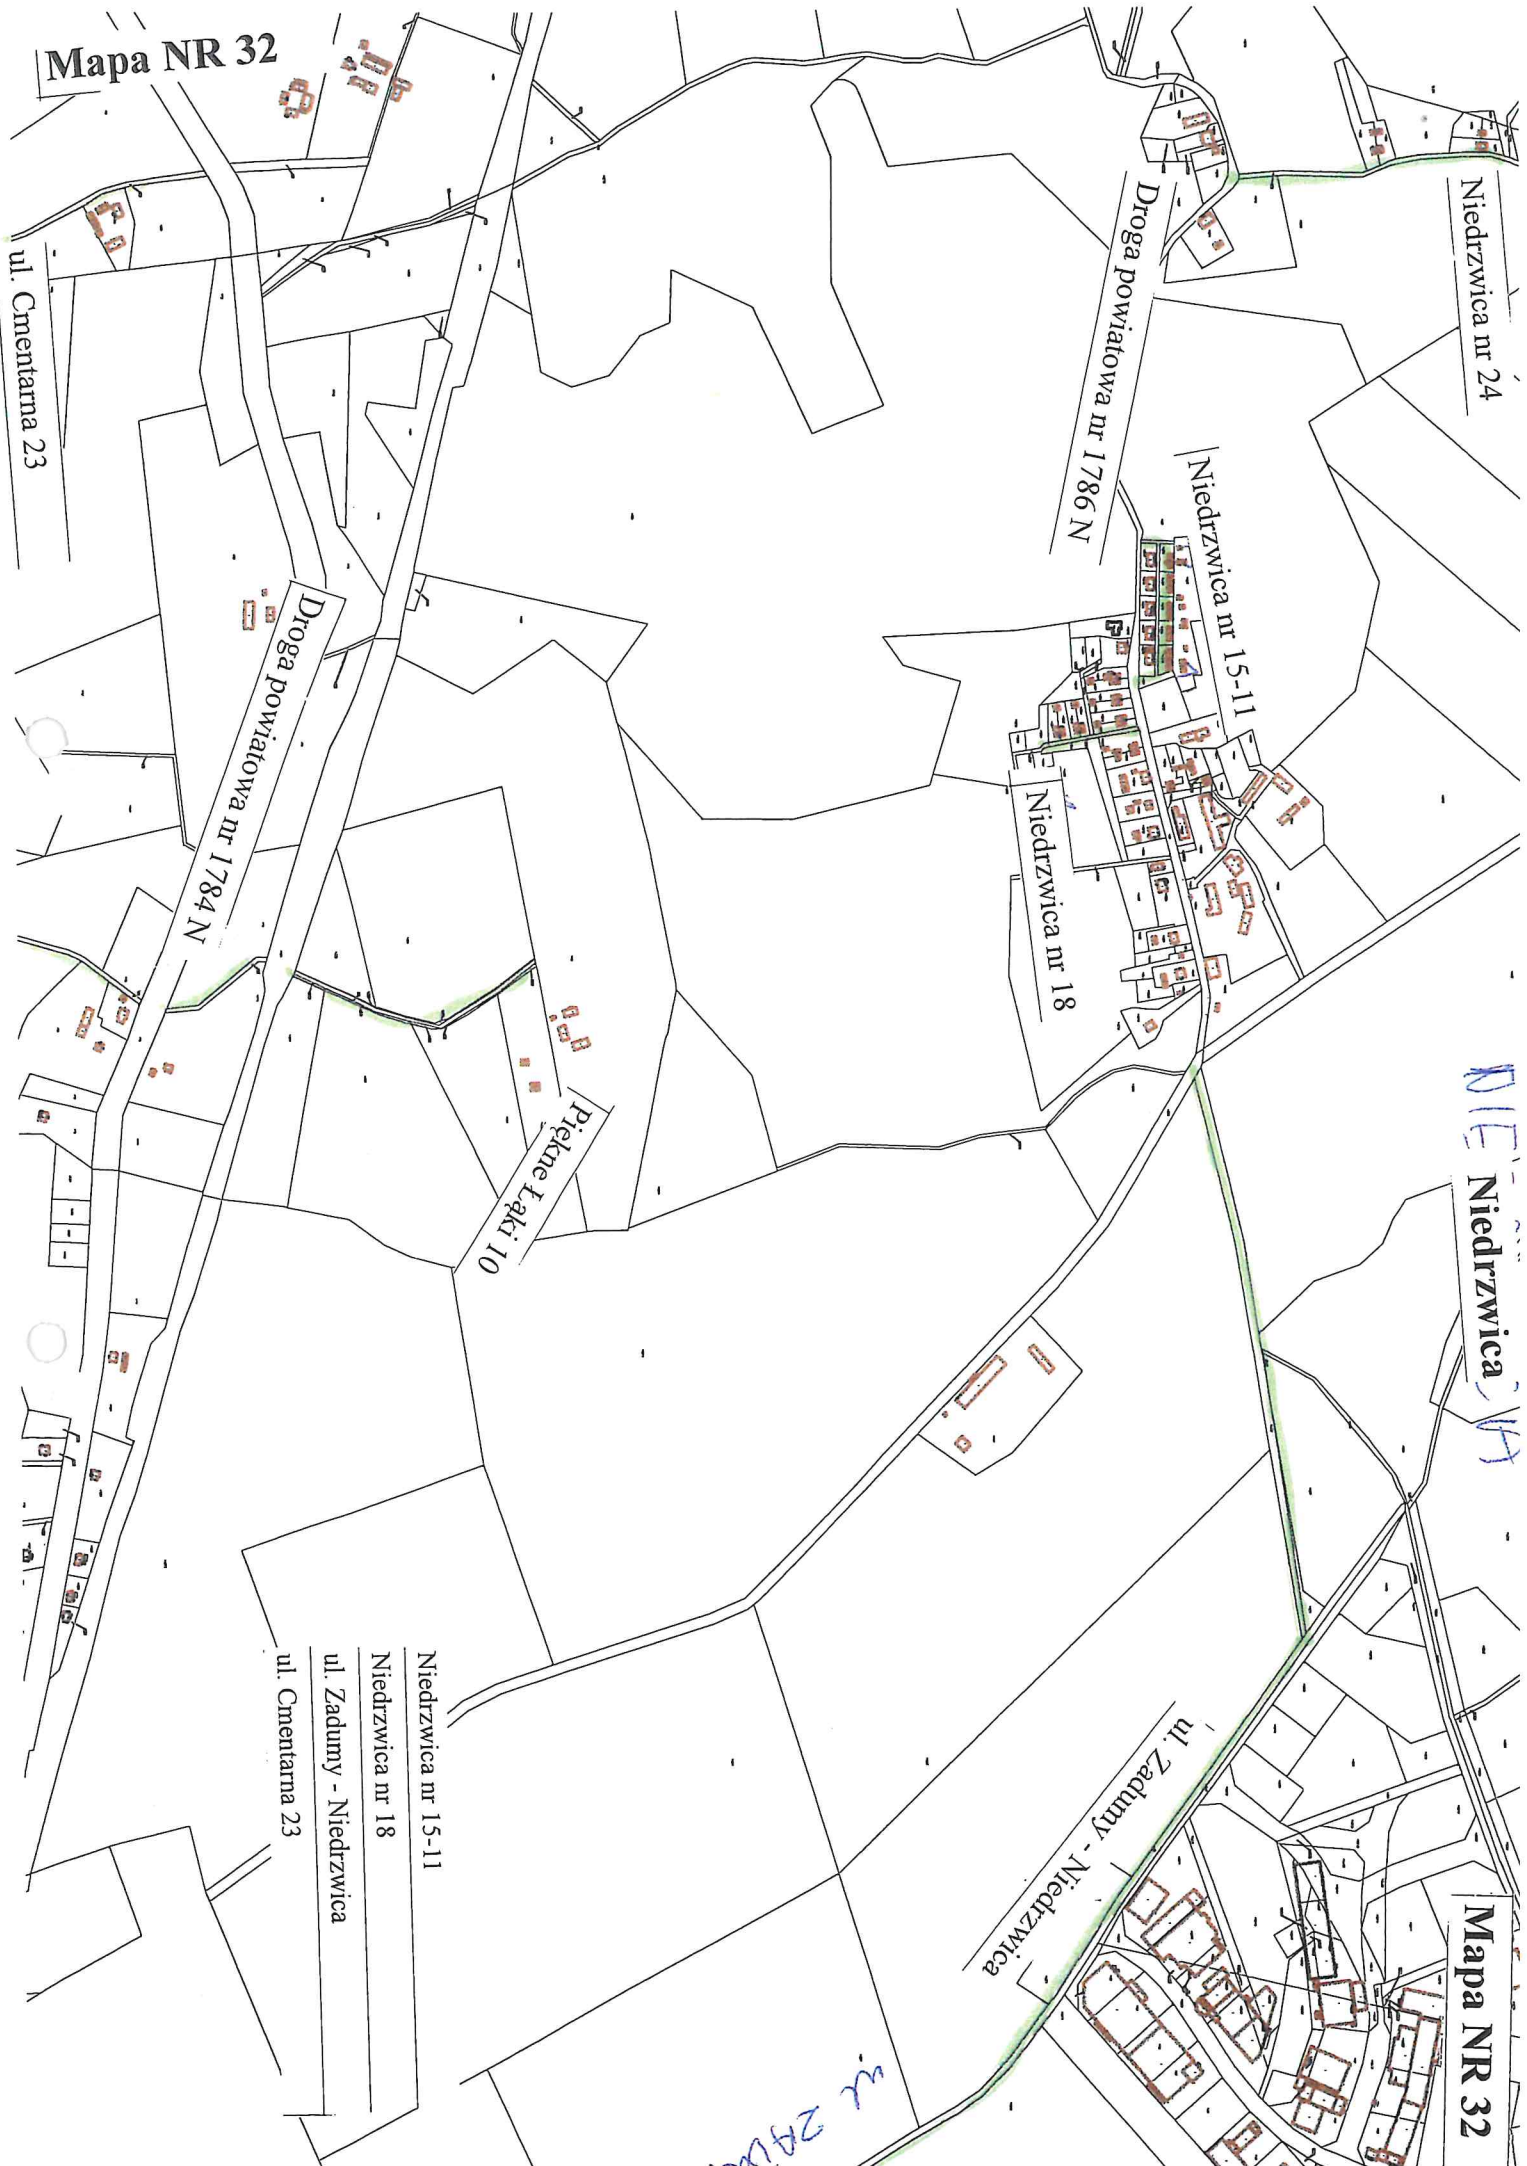 Mapa NR 32
Niedrzwica nr 24
Droga powiatowa nr 1786 N
ul. Cmentarna 23
Niedrzwica nr 15-11
Droga powiatowa nr 1784 N
Niedrzwica nr 18
Piękne Łąki 10
Niedrzwica
ul. Zadumy - Niedrzwica
Mapa NR 32
Niedrzwica nr 15-11
Niedrzwica nr 18
ul. Zadumy - Niedrzwica
ul. Cmentarna 23
ul